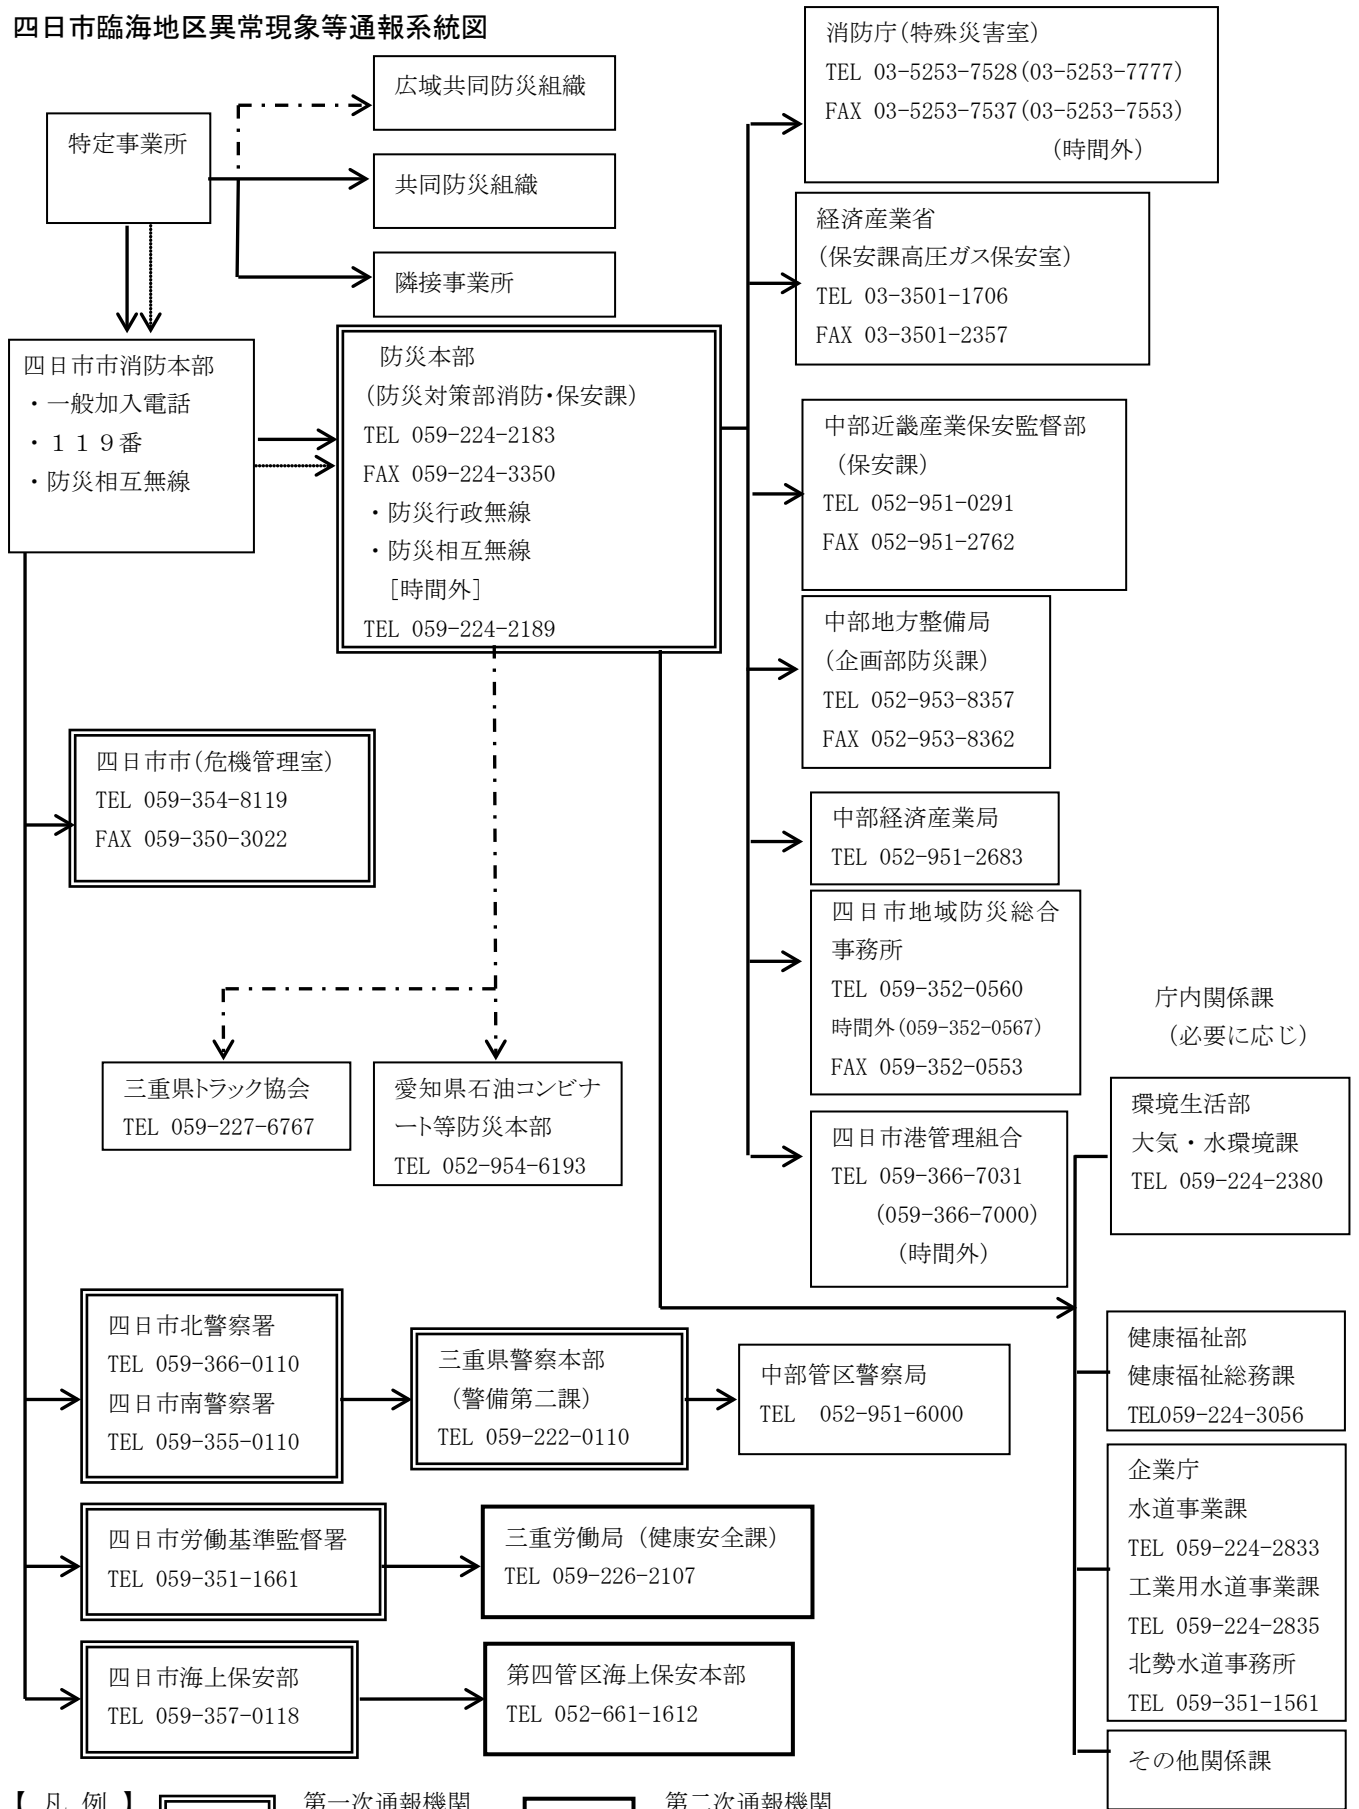 四日市臨海地区異常現象等通報系統図
特定事業所
広域共同防災組織
共同防災組織
隣接事業所
四日市市消防本部
・一般加入電話
・１１９番
・防災相互無線
防災本部
(防災対策部消防・保安課)
TEL 059-224-2183
FAX 059-224-3350
・防災行政無線
・防災相互無線
[時間外]
TEL 059-224-2189
消防庁(特殊災害室)
TEL 03-5253-7528(03-5253-7777)
FAX 03-5253-7537(03-5253-7553)
(時間外)
経済産業省
(保安課高圧ガス保安室)
TEL 03-3501-1706
FAX 03-3501-2357
中部近畿産業保安監督部
(保安課)
TEL 052-951-0291
FAX 052-951-2762
中部地方整備局
(企画部防災課)
TEL 052-953-8357
FAX 052-953-8362
中部経済産業局
TEL 052-951-2683
四日市地域防災総合
事務所
TEL 059-352-0560
時間外(059-352-0567)
FAX 059-352-0553
四日市港管理組合
TEL 059-366-7031
(059-366-7000)
(時間外)
四日市市(危機管理室)
TEL 059-354-8119
FAX 059-350-3022
三重県トラック協会
TEL 059-227-6767
愛知県石油コンビナ
ート等防災本部
TEL 052-954-6193
庁内関係課
(必要に応じ)
環境生活部
大気・水環境課
TEL 059-224-2380
健康福祉部
健康福祉総務課
TEL059-224-3056
企業庁
水道事業課
TEL 059-224-2833
工業用水道事業課
TEL 059-224-2835
北勢水道事務所
TEL 059-351-1561
その他関係課
四日市北警察署
TEL 059-366-0110
四日市南警察署
TEL 059-355-0110
三重県警察本部
(警備第二課)
TEL 059-222-0110
中部管区警察局
TEL 052-951-6000
四日市労働基準監督署
TEL 059-351-1661
三重労働局（健康安全課）
TEL 059-226-2107
四日市海上保安部
TEL 059-357-0118
第四管区海上保安本部
TEL 052-661-1612
【 凡 例 】
第一次通報機関
第二次通報機関